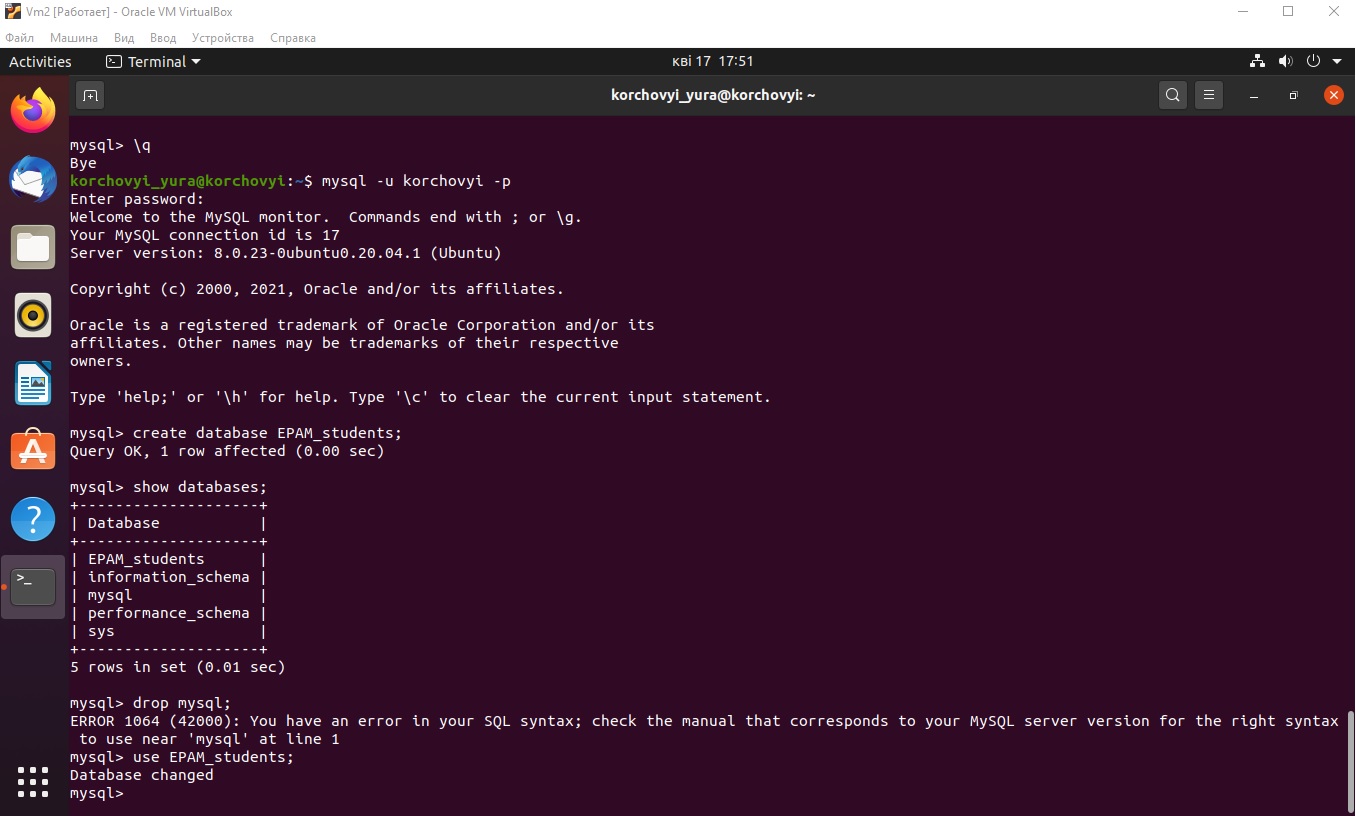 Vm2 [Работает] - Oracle VM VirtualBox
Файл Машина Вид Ввод Устройства Справка
Activities Terminal кві 17 17:51
korchovyi_yura@korchovyi: ~
mysql> \q
Bye
korchovyi_yura@korchovyi:~$ mysql -u korchovyi -p
Enter password:
Welcome to the MySQL monitor.  Commands end with ; or \g.
Your MySQL connection id is 17
Server version: 8.0.23-0ubuntu0.20.04.1 (Ubuntu)
Copyright (c) 2000, 2021, Oracle and/or its affiliates.
Oracle is a registered trademark of Oracle Corporation and/or its
affiliates. Other names may be trademarks of their respective
owners.
Type 'help;' or '\h' for help. Type '\c' to clear the current input statement.
mysql> create database EPAM_students;
Query OK, 1 row affected (0.00 sec)
mysql> show databases;
+--------------------+
| Database           |
+--------------------+
| EPAM_students      |
| information_schema |
| mysql              |
| performance_schema |
| sys                |
+--------------------+
5 rows in set (0.01 sec)
mysql> drop mysql;
ERROR 1064 (42000): You have an error in your SQL syntax; check the manual that corresponds to your MySQL server version for the right syntax
 to use near 'mysql' at line 1
mysql> use EPAM_students;
Database changed
mysql>